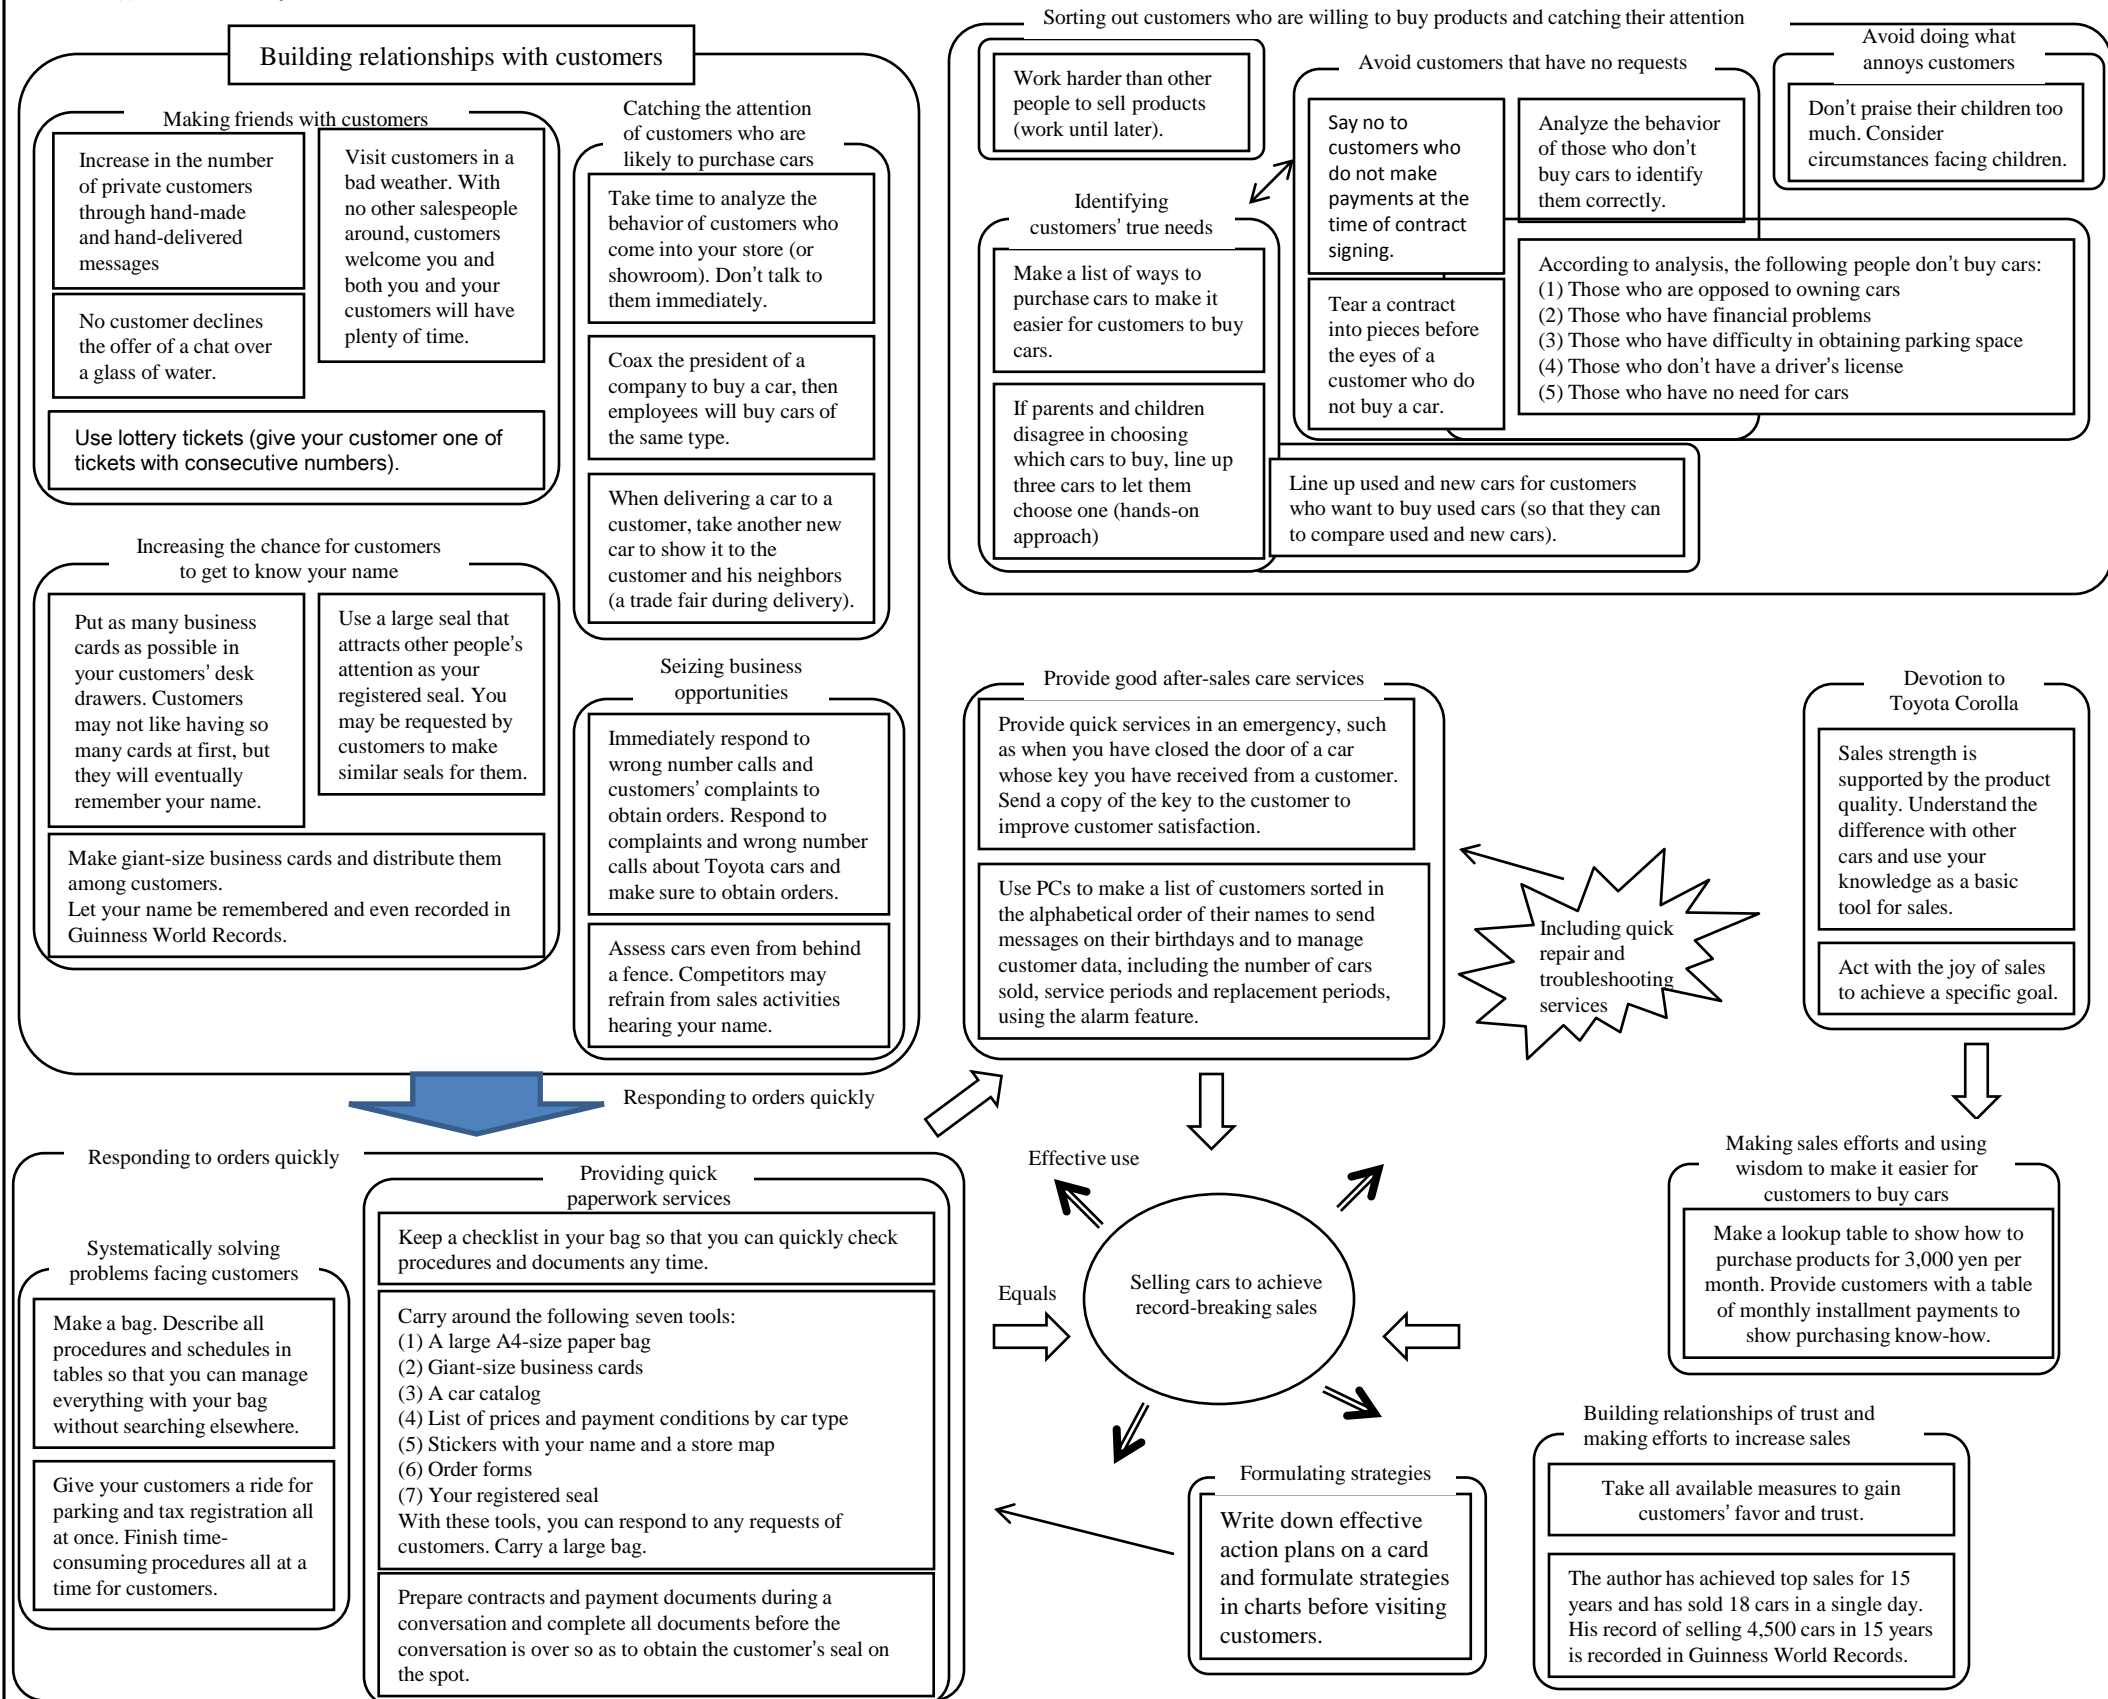 Building relationships with customers
Making friends with customers
Increase in the number
of private customers
through hand-made
and hand-delivered
messages
Visit customers in a
bad weather. With
no other salespeople
around, customers
welcome you and
both you and your
customers will have
plenty of time.
No customer declines
the offer of a chat over
a glass of water.
Use lottery tickets (give your customer one of
tickets with consecutive numbers).
Catching the attention
of customers who are
likely to purchase cars
Take time to analyze the
behavior of customers who
come into your store (or
showroom). Don't talk to
them immediately.
Coax the president of a
company to buy a car, then
employees will buy cars of
the same type.
When delivering a car to a
customer, take another new
car to show it to the
customer and his neighbors
(a trade fair during delivery).
Increasing the chance for customers
to get to know your name
Put as many business
cards as possible in
your customers' desk
drawers. Customers
may not like having so
many cards at first, but
they will eventually
remember your name.
Use a large seal that
attracts other people's
attention as your
registered seal. You
may be requested by
customers to make
similar seals for them.
Make giant-size business cards and distribute them
among customers.
Let your name be remembered and even recorded in
Guinness World Records.
Seizing business
opportunities
Immediately respond to
wrong number calls and
customers' complaints to
obtain orders. Respond to
complaints and wrong number
calls about Toyota cars and
make sure to obtain orders.
Assess cars even from behind
a fence. Competitors may
refrain from sales activities
hearing your name.
Sorting out customers who are willing to buy products and catching their attention
Work harder than other
people to sell products
(work until later).
Avoid customers that have no requests
Say no to
customers who
do not make
payments at the
time of contract
signing.
Analyze the behavior
of those who don't
buy cars to identify
them correctly.
Tear a contract
into pieces before
the eyes of a
customer who do
not buy a car.
According to analysis, the following people don't buy cars:
(1) Those who are opposed to owning cars
(2) Those who have financial problems
(3) Those who have difficulty in obtaining parking space
(4) Those who don't have a driver's license
(5) Those who have no need for cars
Avoid doing what
annoys customers
Don't praise their children too
much. Consider
circumstances facing children.
Identifying
customers' true needs
Make a list of ways to
purchase cars to make it
easier for customers to buy
cars.
If parents and children
disagree in choosing
which cars to buy, line up
three cars to let them
choose one (hands-on
approach)
Line up used and new cars for customers
who want to buy used cars (so that they can
to compare used and new cars).
Provide good after-sales care services
Provide quick services in an emergency, such
as when you have closed the door of a car
whose key you have received from a customer.
Send a copy of the key to the customer to
improve customer satisfaction.
Use PCs to make a list of customers sorted in
the alphabetical order of their names to send
messages on their birthdays and to manage
customer data, including the number of cars
sold, service periods and replacement periods,
using the alarm feature.
Including quick
repair and
troubleshooting
services
Devotion to
Toyota Corolla
Sales strength is
supported by the product
quality. Understand the
difference with other
cars and use your
knowledge as a basic
tool for sales.
Act with the joy of sales
to achieve a specific goal.
Responding to orders quickly
Responding to orders quickly
Systematically solving
problems facing customers
Make a bag. Describe all
procedures and schedules in
tables so that you can manage
everything with your bag
without searching elsewhere.
Give your customers a ride for
parking and tax registration all
at once. Finish time-
consuming procedures all at a
time for customers.
Providing quick
paperwork services
Keep a checklist in your bag so that you can quickly check
procedures and documents any time.
Carry around the following seven tools:
(1) A large A4-size paper bag
(2) Giant-size business cards
(3) A car catalog
(4) List of prices and payment conditions by car type
(5) Stickers with your name and a store map
(6) Order forms
(7) Your registered seal
With these tools, you can respond to any requests of
customers. Carry a large bag.
Prepare contracts and payment documents during a
conversation and complete all documents before the
conversation is over so as to obtain the customer's seal on
the spot.
Effective use
Equals
Selling cars to achieve
record-breaking sales
Formulating strategies
Write down effective
action plans on a card
and formulate strategies
in charts before visiting
customers.
Making sales efforts and using
wisdom to make it easier for
customers to buy cars
Make a lookup table to show how to
purchase products for 3,000 yen per
month. Provide customers with a table
of monthly installment payments to
show purchasing know-how.
Building relationships of trust and
making efforts to increase sales
Take all available measures to gain
customers' favor and trust.
The author has achieved top sales for 15
years and has sold 18 cars in a single day.
His record of selling 4,500 cars in 15 years
is recorded in Guinness World Records.